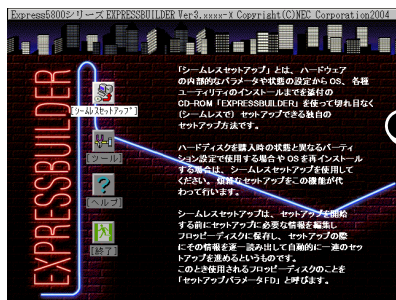 Express5800シリーズ EXPRESSBUILDER Ver3.xxxx-X Copyright(C)NEC Corporation2004
EXPRESSBUILDER
[シームレスセットアップ]
[ツール]
[ヘルプ]
[終了]
「シームレスセットアップ」とは、ハードウェア
の内部的なパラメータや状態の設定から OS、各種
ユーティリティのインストールまでを添付の
CD-ROM「EXPRESSBUILDER」を使って切れ目なく
(シームレスで) セットアップできる独自の
セットアップ方法です。
ハードディスクを購入時の状態と異なるパーティ
ション設定で使用する場合や OS を再インストール
する場合は、シームレスセットアップを使用して
ください。煩雑なセットアップをこの機能が代
わって行います。
シームレスセットアップは、セットアップを開始
する前にセットアップに必要な情報を編集し
フロッピーディスクに保存し、セットアップの際
にその情報を逐一読み出して自動的に一連のセッ
トアップを進めるというものです。
このとき使用されるフロッピーディスクのことを
「セットアップパラメータFD」と呼びます。